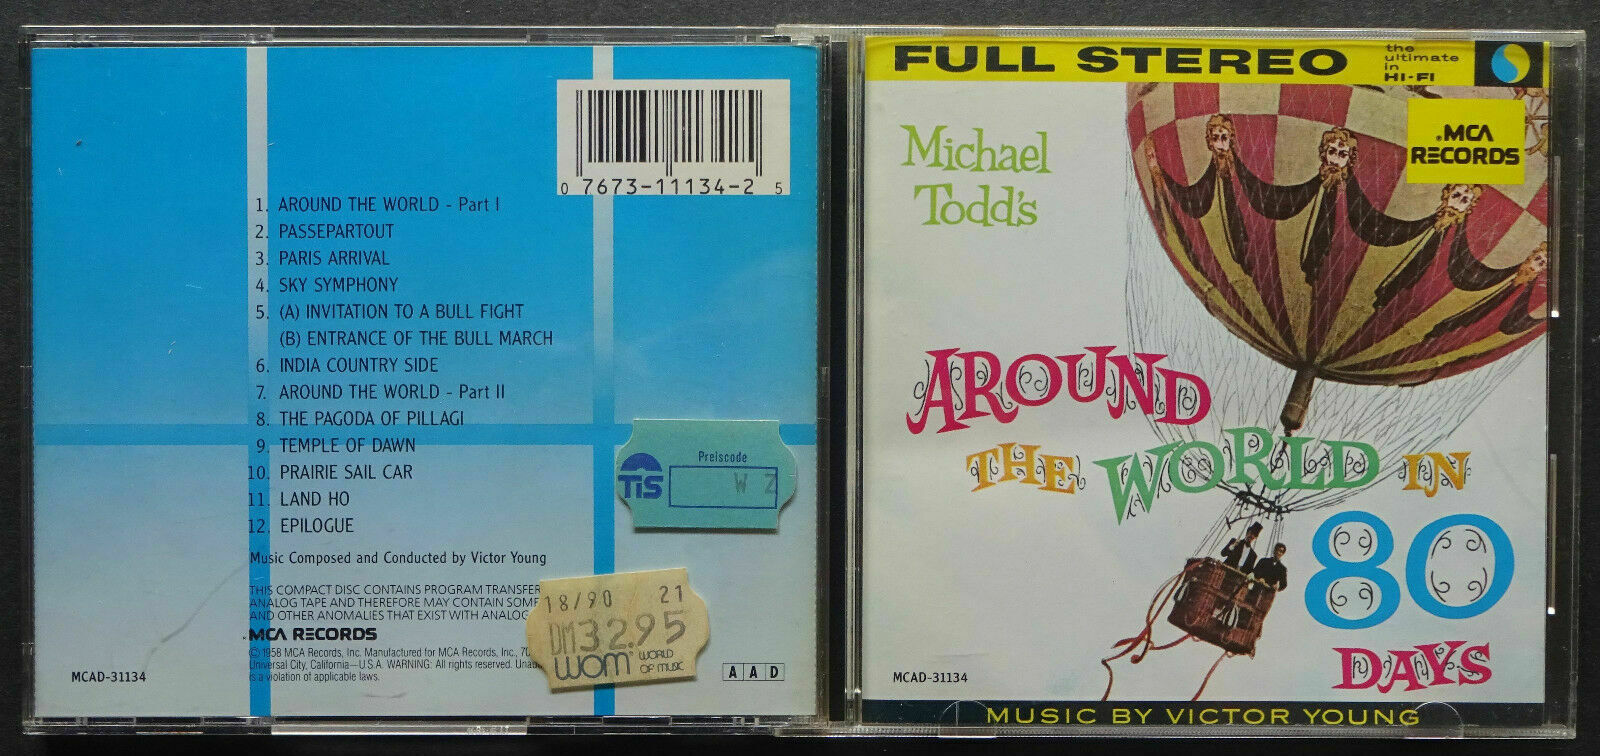 0 7673-11134-2 5
1. AROUND THE WORLD - Part I
2. PASSEPARTOUT
3. PARIS ARRIVAL
4. SKY SYMPHONY
5. (A) INVITATION TO A BULL FIGHT
(B) ENTRANCE OF THE BULL MARCH
6. INDIA COUNTRY SIDE
7. AROUND THE WORLD - Part II
8. THE PAGODA OF PILLAGI
9. TEMPLE OF DAWN
10. PRAIRIE SAIL CAR
11. LAND HO
12. EPILOGUE
Music Composed and Conducted by Victor Young
THIS COMPACT DISC CONTAINS PROGRAM TRANSFER
ANALOG TAPE AND THEREFORE MAY CONTAIN SOME
AND OTHER ANOMALIES THAT EXIST WITH ANALOG
MCA RECORDS
© 1958 MCA Records, Inc. Manufactured for MCA Records, Inc., 70
Universal City, California—U.S.A. WARNING: All rights reserved. Unau
is a violation of applicable laws.
MCAD-31134
Preiscode
TIS
W Z
18/90 21
DM32.95
WOM WORLD
OF MUSIC
A A D
FULL STEREO
the
ultimate
in
HI-FI
MCA
RECORDS
Michael
Todd's
AROUND
THE WORLD IN
80
DAYS
MCAD-31134
MUSIC BY VICTOR YOUNG